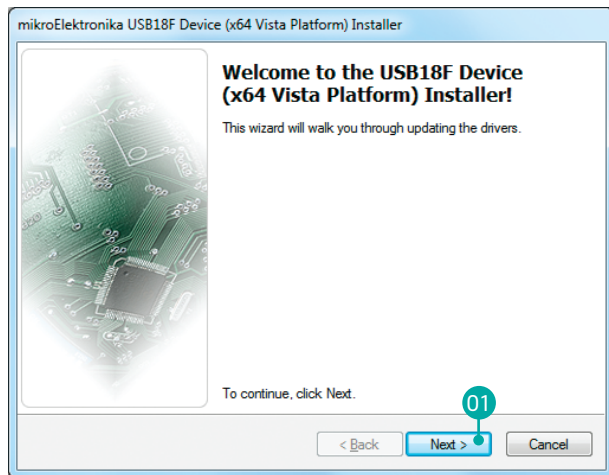 mikroElektronika USB18F Device (x64 Vista Platform) Installer
Welcome to the USB18F Device
(x64 Vista Platform) Installer!
This wizard will walk you through updating the drivers.
To continue, click Next.
01
< Back
Next >
Cancel